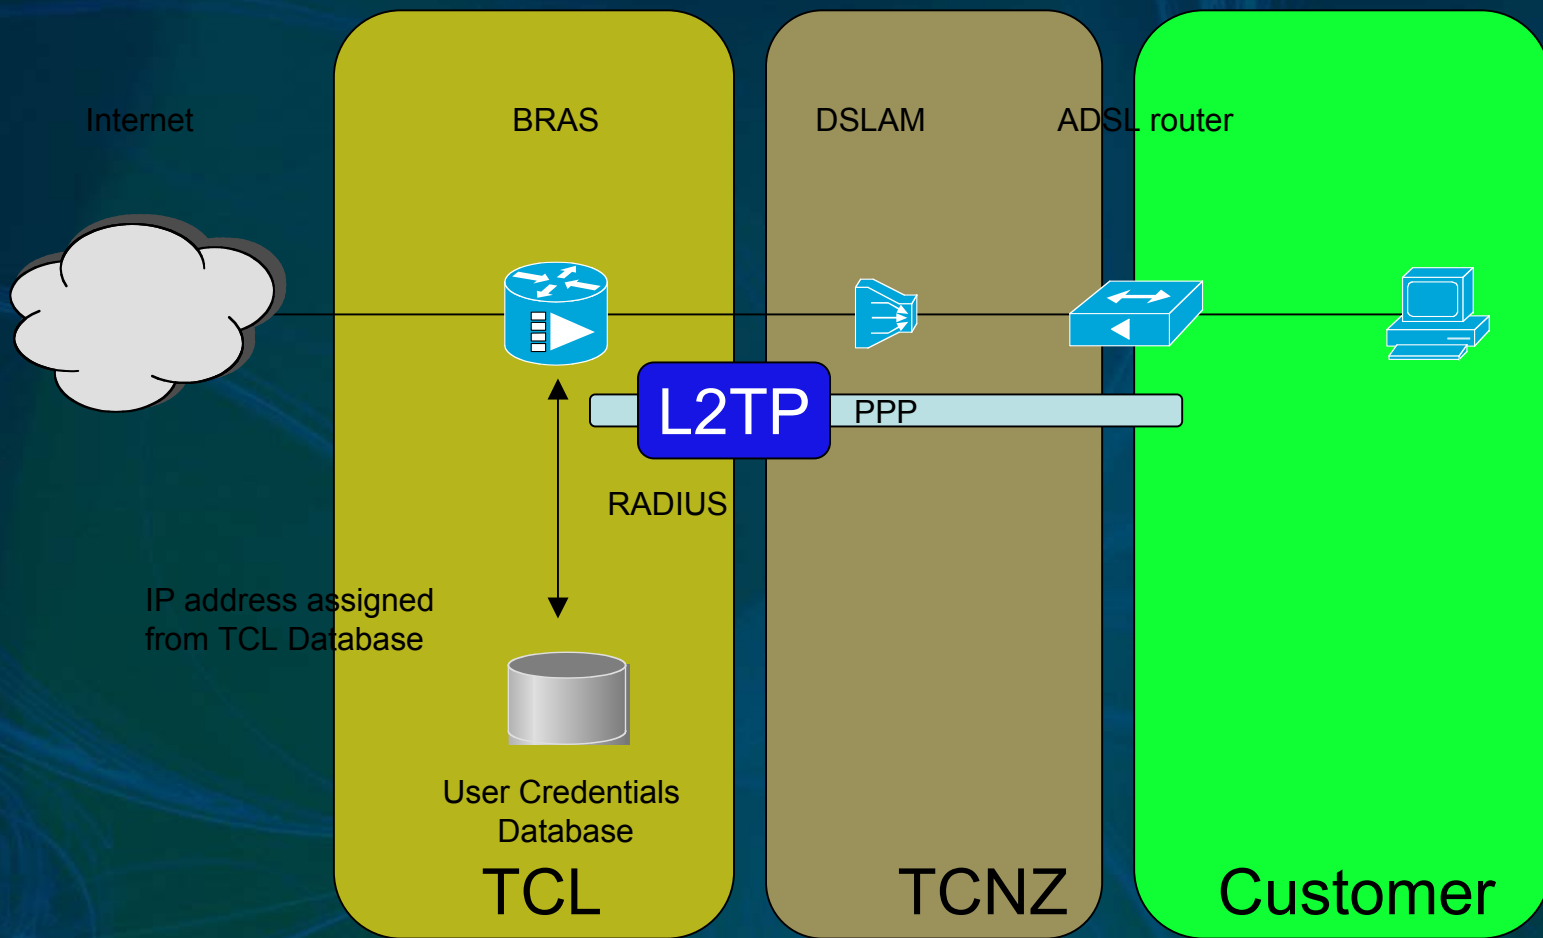 Internet
BRAS
DSLAM
ADSL router
L2TP
PPP
RADIUS
IP address assigned
from TCL Database
User Credentials
Database
TCL
TCNZ
Customer